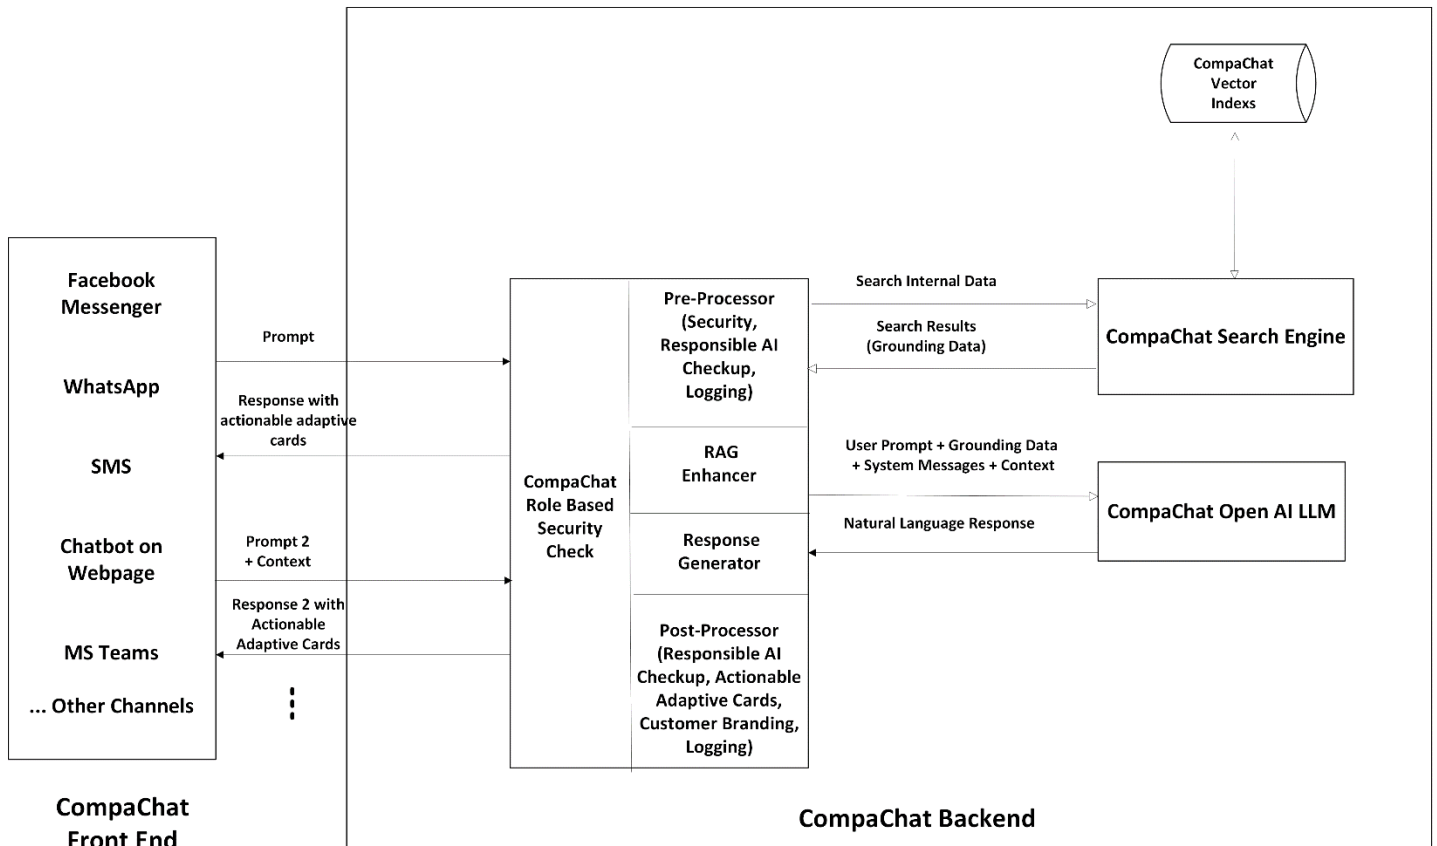 CompaChat
Vector
Indexs
Facebook
Messenger
WhatsApp
SMS
Chatbot on
Webpage
MS Teams
... Other Channels
CompaChat
Front End
Prompt
Response with
actionable adaptive
cards
Prompt 2
+ Context
Response 2 with
Actionable
Adaptive Cards
CompaChat
Role Based
Security
Check
Pre-Processor
(Security,
Responsible AI
Checkup,
Logging)
RAG
Enhancer
Response
Generator
Post-Processor
(Responsible AI
Checkup, Actionable
Adaptive Cards,
Customer Branding,
Logging)
Search Internal Data
Search Results
(Grounding Data)
User Prompt + Grounding Data
+ System Messages + Context
Natural Language Response
CompaChat Search Engine
CompaChat Open AI LLM
CompaChat Backend